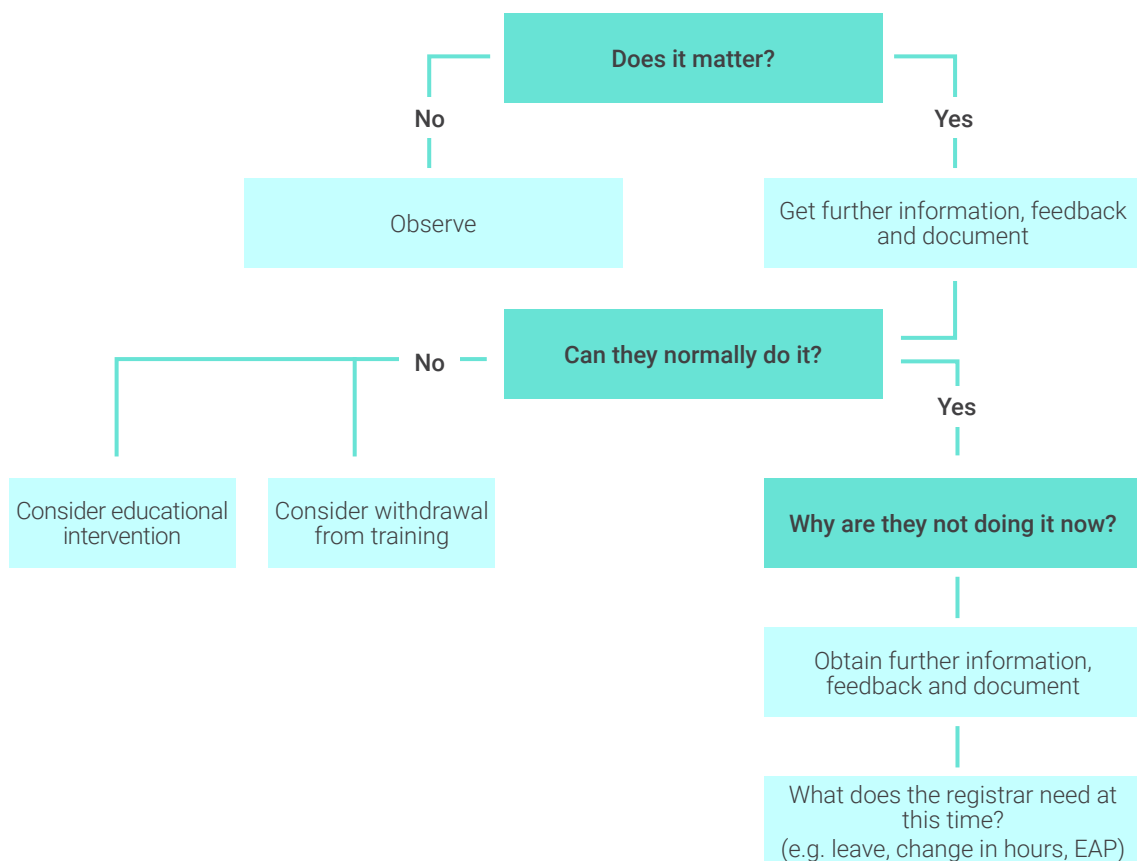 Does it matter?
No
Yes
Observe
Get further information, feedback
and document
Can they normally do it?
No
Yes
Consider educational
intervention
Consider withdrawal
from training
Why are they not doing it now?
Obtain further information,
feedback and document
What does the registrar need at
this time?
(e.g. leave, change in hours, EAP)